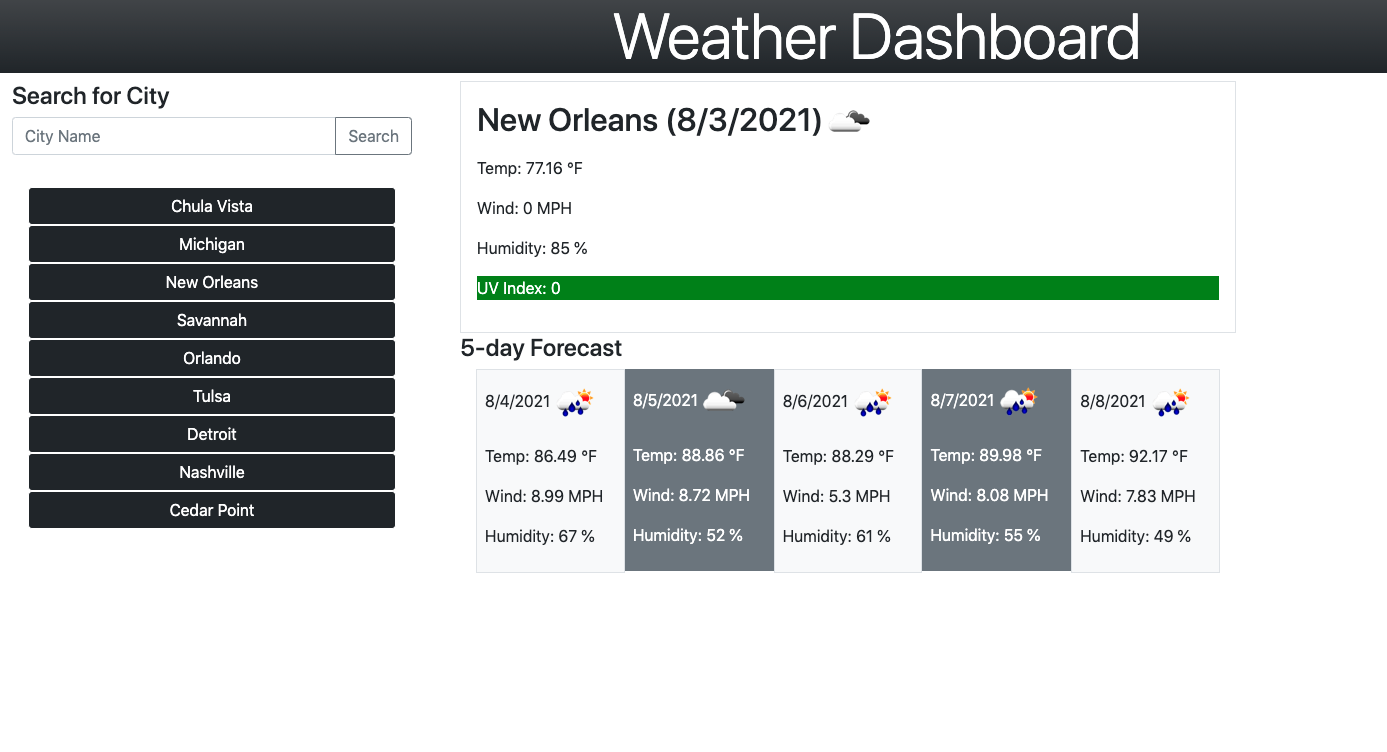 Weather Dashboard
Search for City
City Name
Search
Chula Vista
Michigan
New Orleans
Savannah
Orlando
Tulsa
Detroit
Nashville
Cedar Point
New Orleans (8/3/2021)
Temp: 77.16 °F
Wind: 0 MPH
Humidity: 85 %
UV Index: 0
5-day Forecast
8/4/2021
Temp: 86.49 °F
Wind: 8.99 MPH
Humidity: 67 %
8/5/2021
Temp: 88.86 °F
Wind: 8.72 MPH
Humidity: 52 %
8/6/2021
Temp: 88.29 °F
Wind: 5.3 MPH
Humidity: 61 %
8/7/2021
Temp: 89.98 °F
Wind: 8.08 MPH
Humidity: 55 %
8/8/2021
Temp: 92.17 °F
Wind: 7.83 MPH
Humidity: 49 %